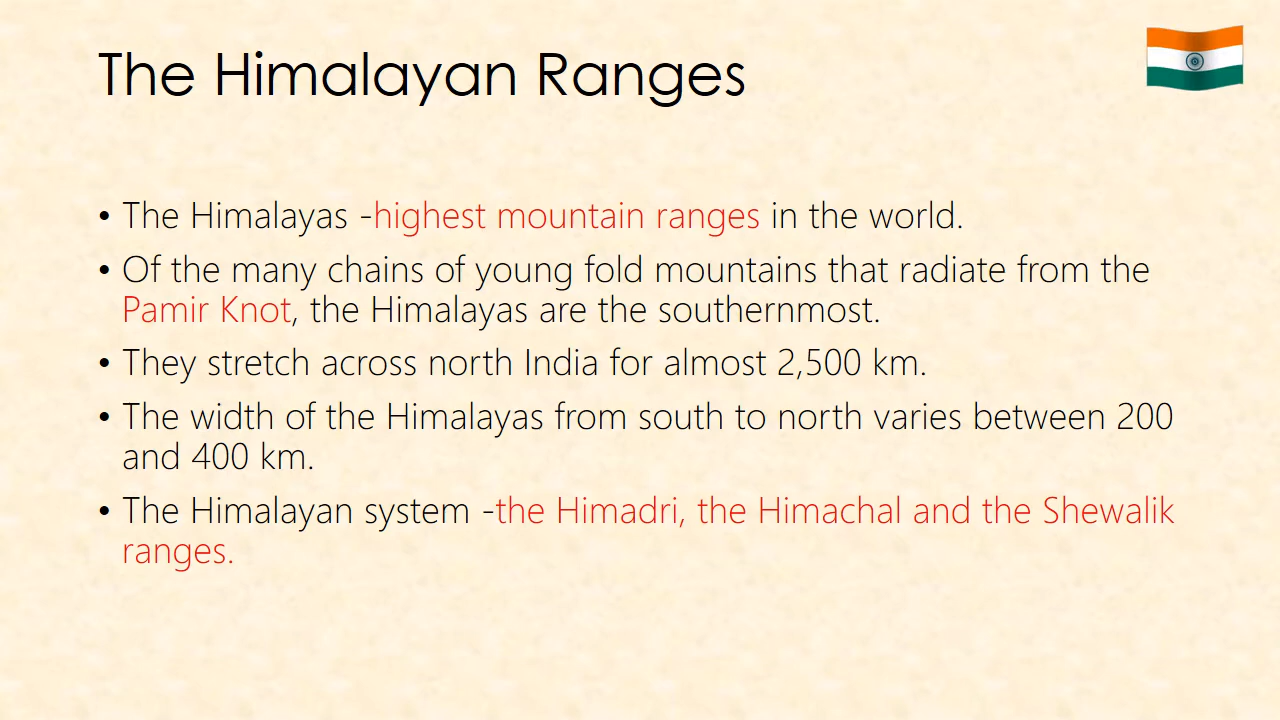 The Himalayan Ranges
• The Himalayas -highest mountain ranges in the world.
• Of the many chains of young fold mountains that radiate from the
Pamir Knot, the Himalayas are the southernmost.
• They stretch across north India for almost 2,500 km.
• The width of the Himalayas from south to north varies between 200
and 400 km.
• The Himalayan system -the Himadri, the Himachal and the Shewalik
ranges.